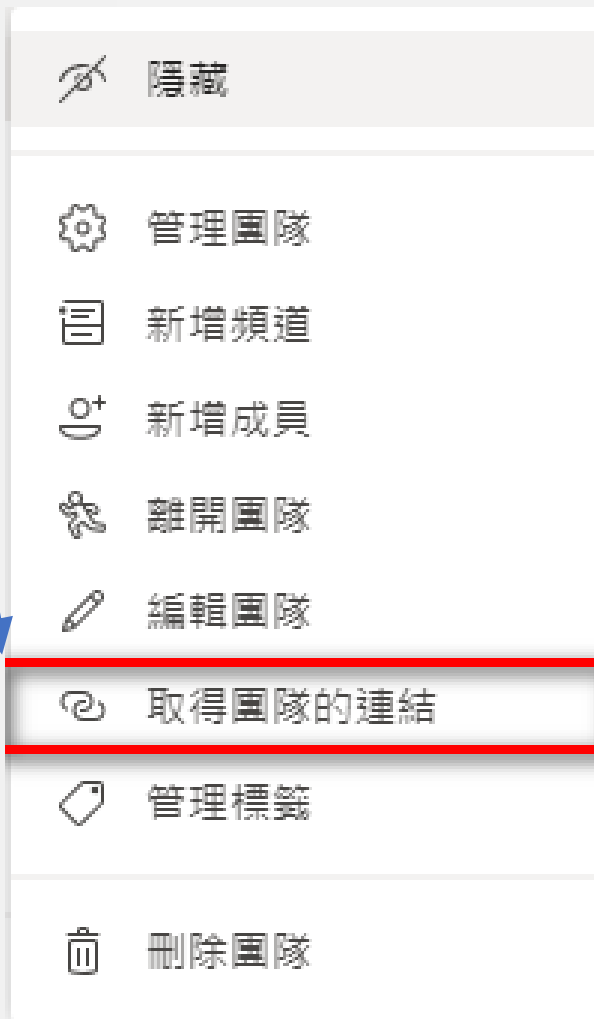 隱藏
管理團隊
新增頻道
新增成員
離開團隊
編輯團隊
取得團隊的連結
管理標籤
刪除團隊